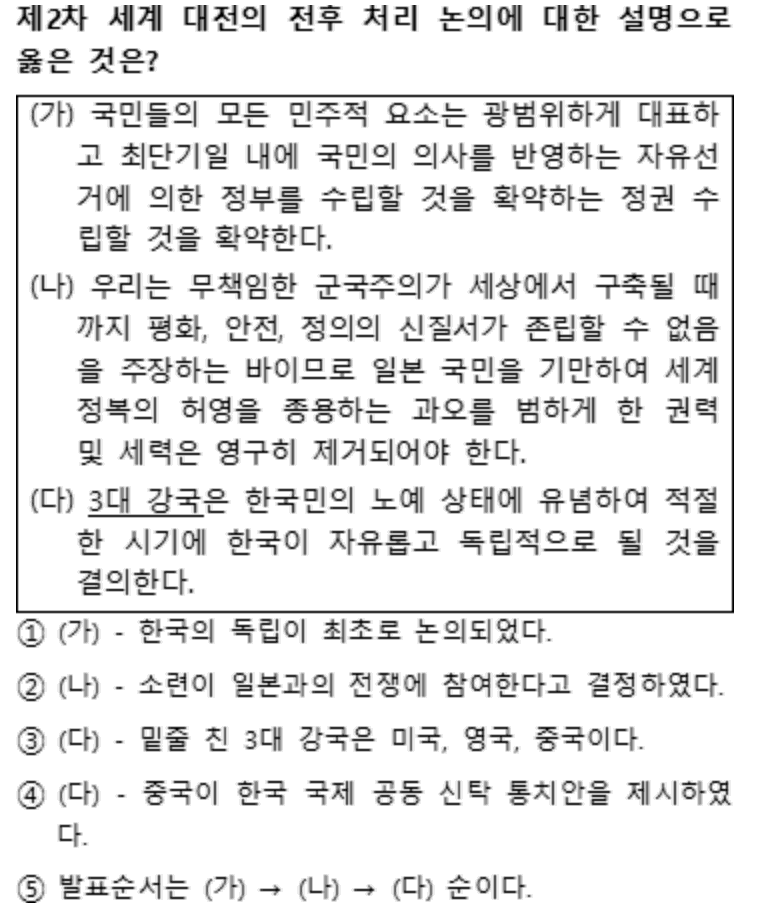 제2차 세계 대전의 전후 처리 논의에 대한 설명으로
옳은 것은?
(가) 국민들의 모든 민주적 요소는 광범위하게 대표하
고 최단기일 내에 국민의 의사를 반영하는 자유선
거에 의한 정부를 수립할 것을 확약하는 정권 수
립할 것을 확약한다.
(나) 우리는 무책임한 군국주의가 세상에서 구축될 때
까지 평화, 안전, 정의의 신질서가 존립할 수 없음
을 주장하는 바이므로 일본 국민을 기만하여 세계
정복의 허영을 종용하는 과오를 범하게 한 권력
및 세력은 영구히 제거되어야 한다.
(다) 3대 강국은 한국민의 노예 상태에 유념하여 적절
한 시기에 한국이 자유롭고 독립적으로 될 것을
결의한다.
① (가) - 한국의 독립이 최초로 논의되었다.
② (나) - 소련이 일본과의 전쟁에 참여한다고 결정하였다.
③ (다) - 밑줄 친 3대 강국은 미국, 영국, 중국이다.
④ (다) - 중국이 한국 국제 공동 신탁 통치안을 제시하였
다.
⑤ 발표순서는 (가) → (나) → (다) 순이다.